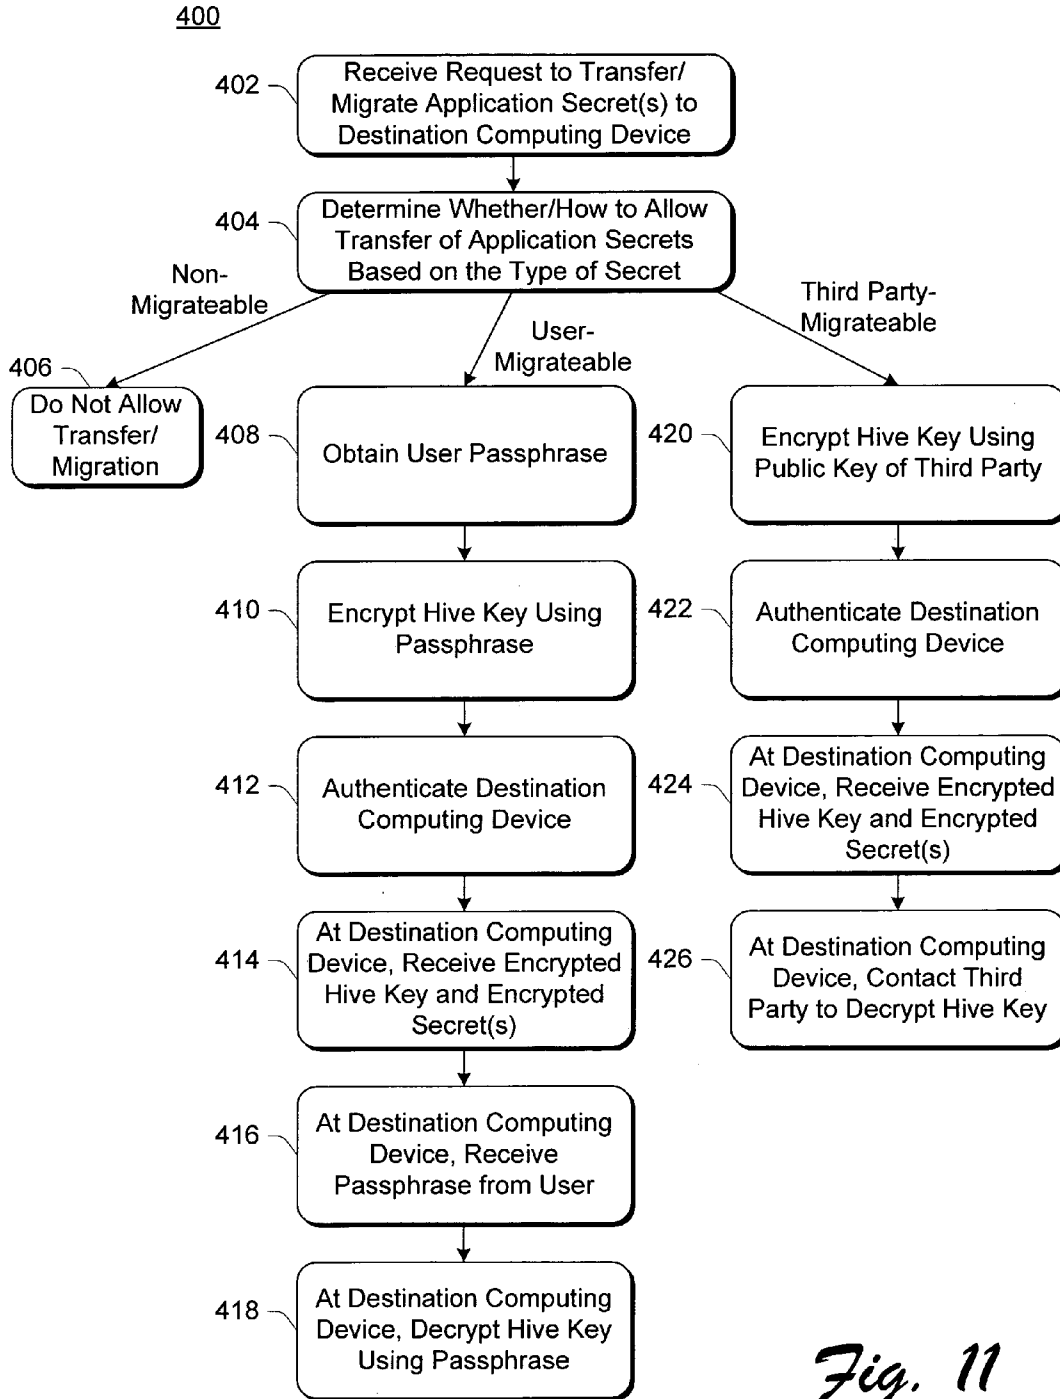 400
402
Receive Request to Transfer/
Migrate Application Secret(s) to
Destination Computing Device
404
Determine Whether/How to Allow
Transfer of Application Secrets
Based on the Type of Secret
Non-
Migrateable
User-
Migrateable
Third Party-
Migrateable
406
Do Not Allow
Transfer/
Migration
408
Obtain User Passphrase
410
Encrypt Hive Key Using
Passphrase
412
Authenticate Destination
Computing Device
414
At Destination Computing
Device, Receive Encrypted
Hive Key and Encrypted
Secret(s)
416
At Destination Computing
Device, Receive
Passphrase from User
418
At Destination Computing
Device, Decrypt Hive Key
Using Passphrase
420
Encrypt Hive Key Using
Public Key of Third Party
422
Authenticate Destination
Computing Device
424
At Destination Computing
Device, Receive Encrypted
Hive Key and Encrypted
Secret(s)
426
At Destination Computing
Device, Contact Third
Party to Decrypt Hive Key
Fig. 11